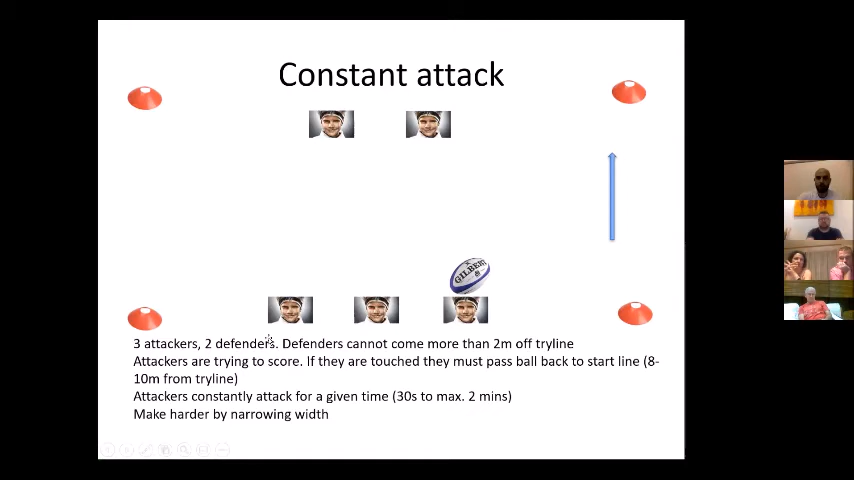 Constant attack
GILBERT
3 attackers, 2 defenders. Defenders cannot come more than 2m off tryline
Attackers are trying to score. If they are touched they must pass ball back to start line (8-
10m from tryline)
Attackers constantly attack for a given time (30s to max. 2 mins)
Make harder by narrowing width